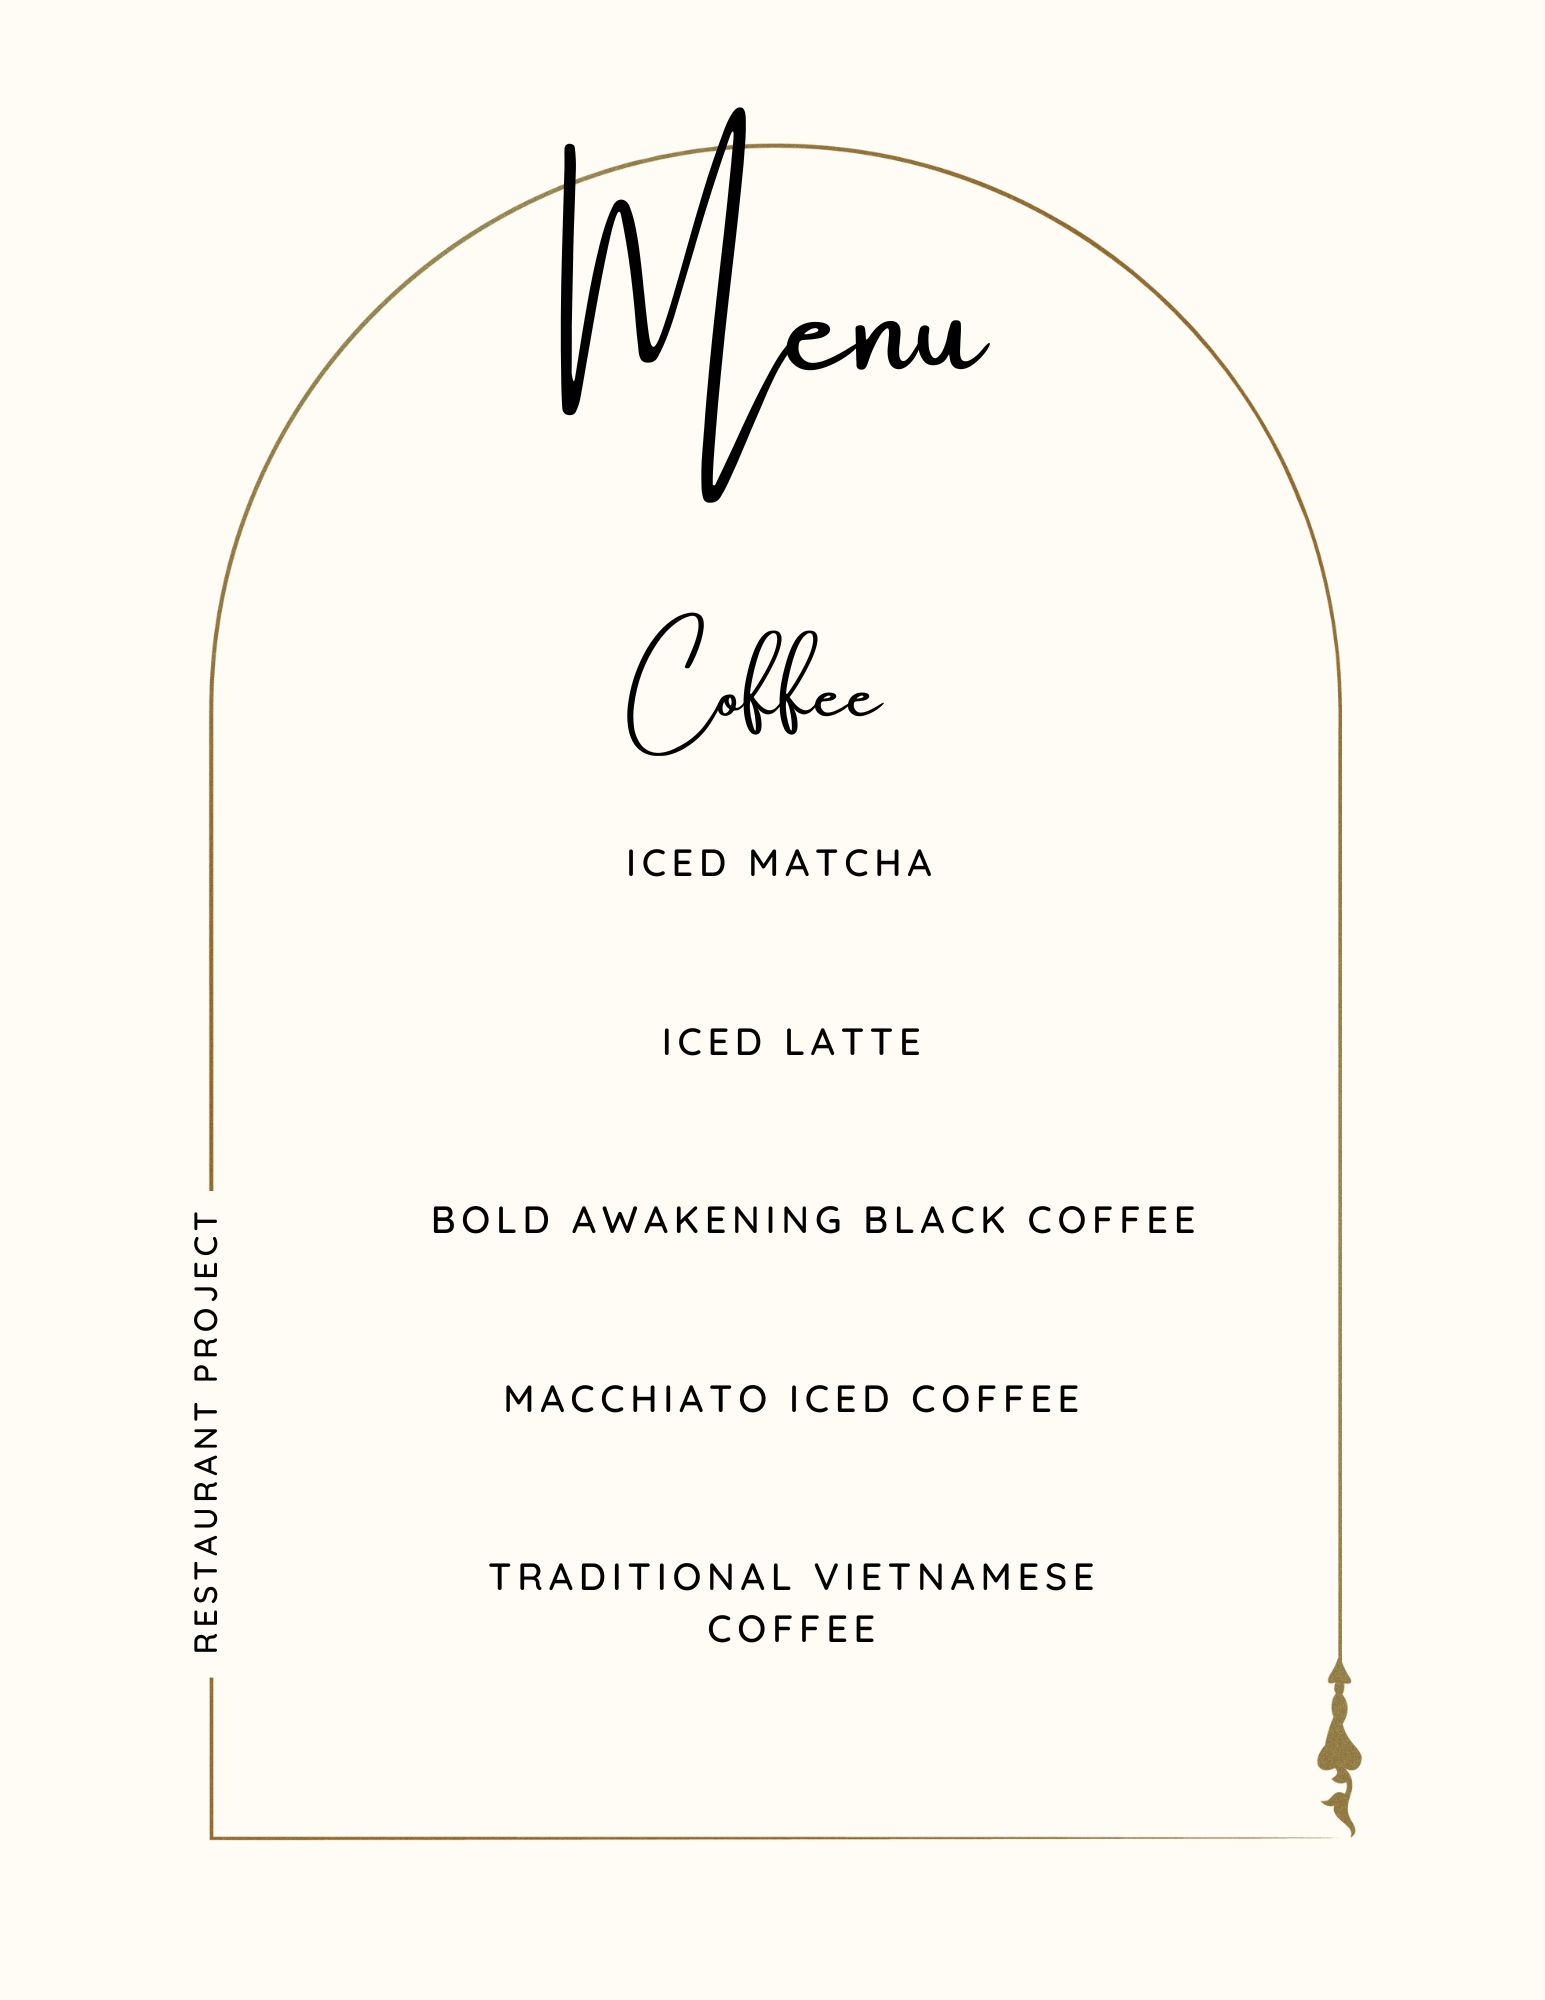 Menu
Coffee
ICED MATCHA
ICED LATTE
BOLD AWAKENING BLACK COFFEE
MACCHIATO ICED COFFEE
TRADITIONAL VIETNAMESE
COFFEE
RESTAURANT PROJECT